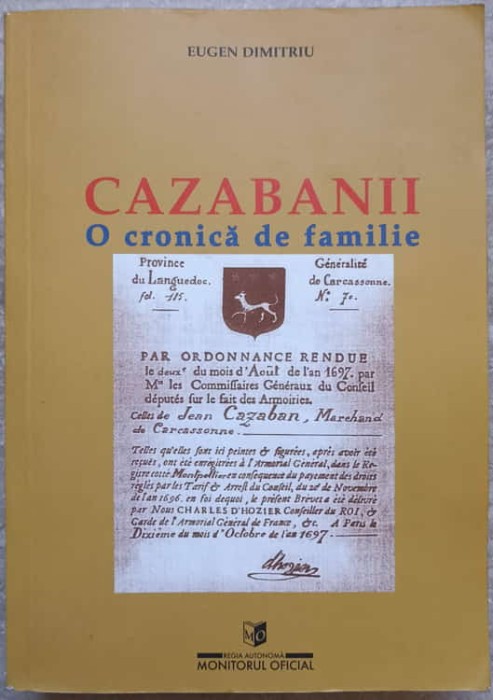 EUGEN DIMITRIU
CAZABANII
O cronică de familie
Province
du Languedoc.
fol. 115.
Généralité
de Carcassonne.
N.º 70.
PAR ORDONNANCE RENDUE
le deux.e du mois d'Août de l'an 1697. par
M.rs les Commissaires Généraux du Conseil
députés sur le fait des Armoiries.
Celles de Jean Cazaban, Marchand
de Carcassonne.
Telles qu'elles sont ici peintes & figurées, après avoir été
reçues, ont été enregistrées à l'Armorial Général, dans le Re-
gistre cotté Montpellier en conséquence du payement des droits
réglés par les Tarif & Arrest du Conseil, du 20.e de Novembre
de l'an 1696. en foi dequoi, le présent Brévet a été délivré
par Nous CHARLES D'HOZIER Conseiller du ROI, &
Garde de l'Armorial Général de France, &c. A Paris le
Dixième du mois d'Octobre de l'an 1697.
d'hozier
MO
REGIA AUTONOMĂ
MONITORUL OFICIAL